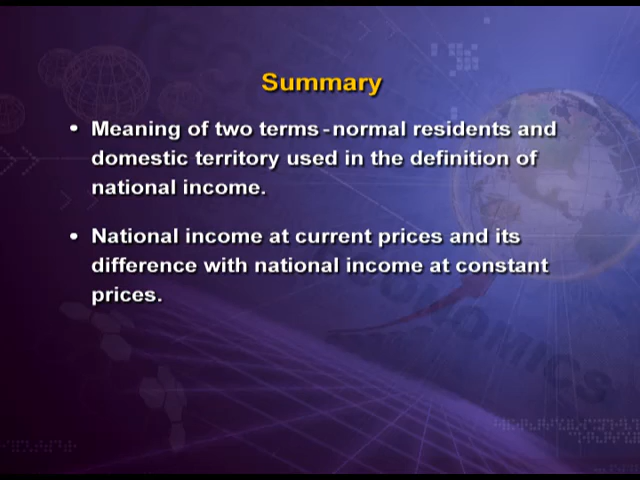 Summary
• Meaning of two terms - normal residents and
domestic territory used in the definition of
national income.
• National income at current prices and its
difference with national income at constant
prices.
ECONOMICS